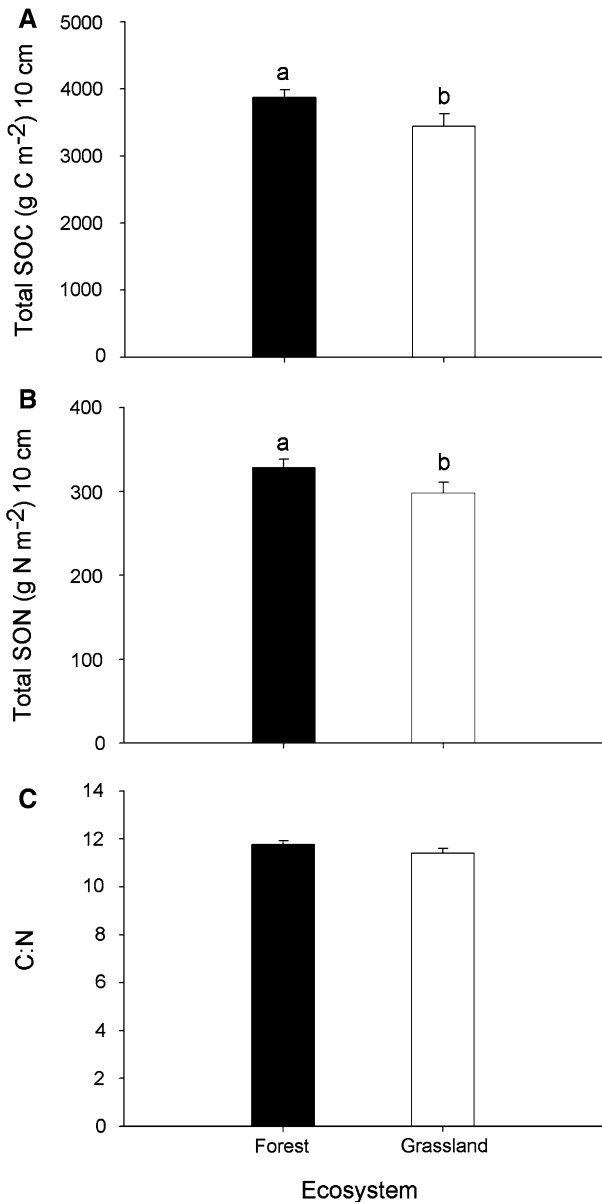 A
Total SOC (g C m-2) 10 cm
5000
4000
3000
2000
1000
0
a
b
B
Total SON (g N m-2) 10 cm
400
300
200
100
0
a
b
C
C:N
14
12
10
8
6
4
2
0
Forest Grassland
Ecosystem